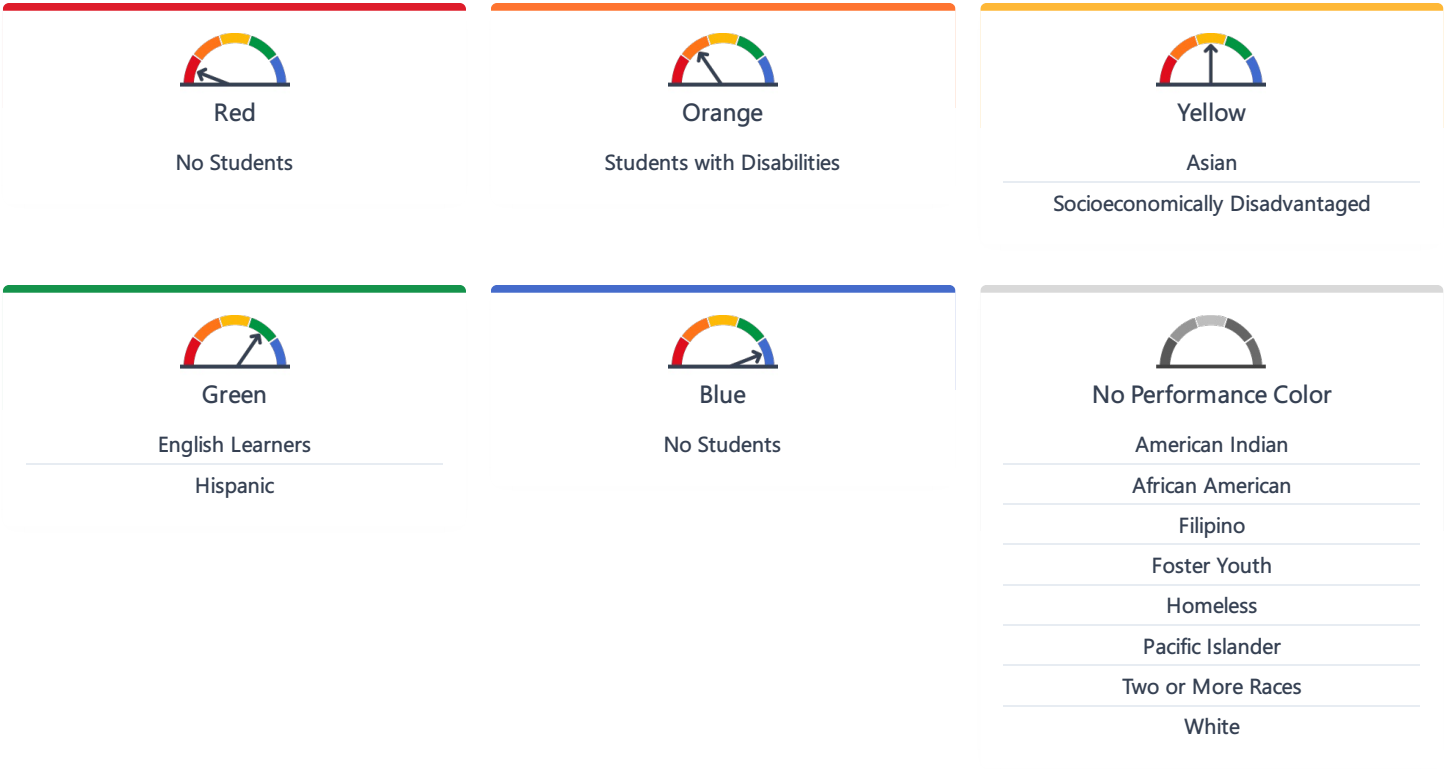 Red
No Students
Orange
Students with Disabilities
Yellow
Asian
Socioeconomically Disadvantaged
Green
English Learners
Hispanic
Blue
No Students
No Performance Color
American Indian
African American
Filipino
Foster Youth
Homeless
Pacific Islander
Two or More Races
White